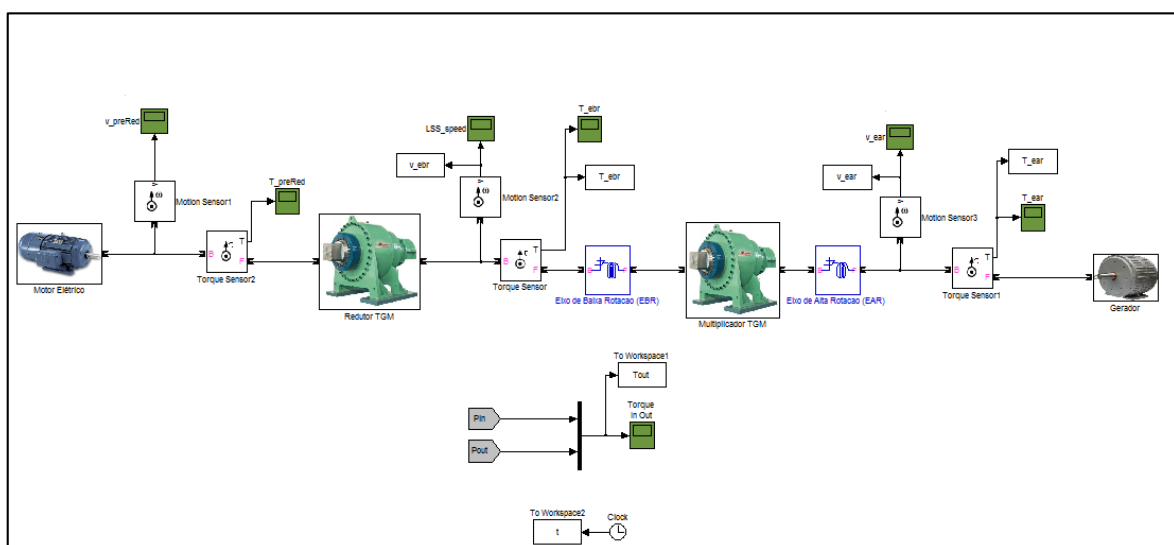 v_preRed
Motion Sensor1
T_preRed
Motor Elétrico
Torque Sensor2
B
T
F
Redutor TGM
LSS_speed
v_ebr
Motion Sensor2
T_ebr
T_ebr
Torque Sensor
B
T
F
Eixo de Baixa Rotacao (EBR)
B
F
Multiplicador TGM
Eixo de Alta Rotacao (EAR)
B
F
v_ear
v_ear
Motion Sensor3
T_ear
T_ear
Torque Sensor1
B
T
F
Gerador
To Workspace1
Tout
Torque
In Out
Pin
Pout
To Workspace2
t
Clock